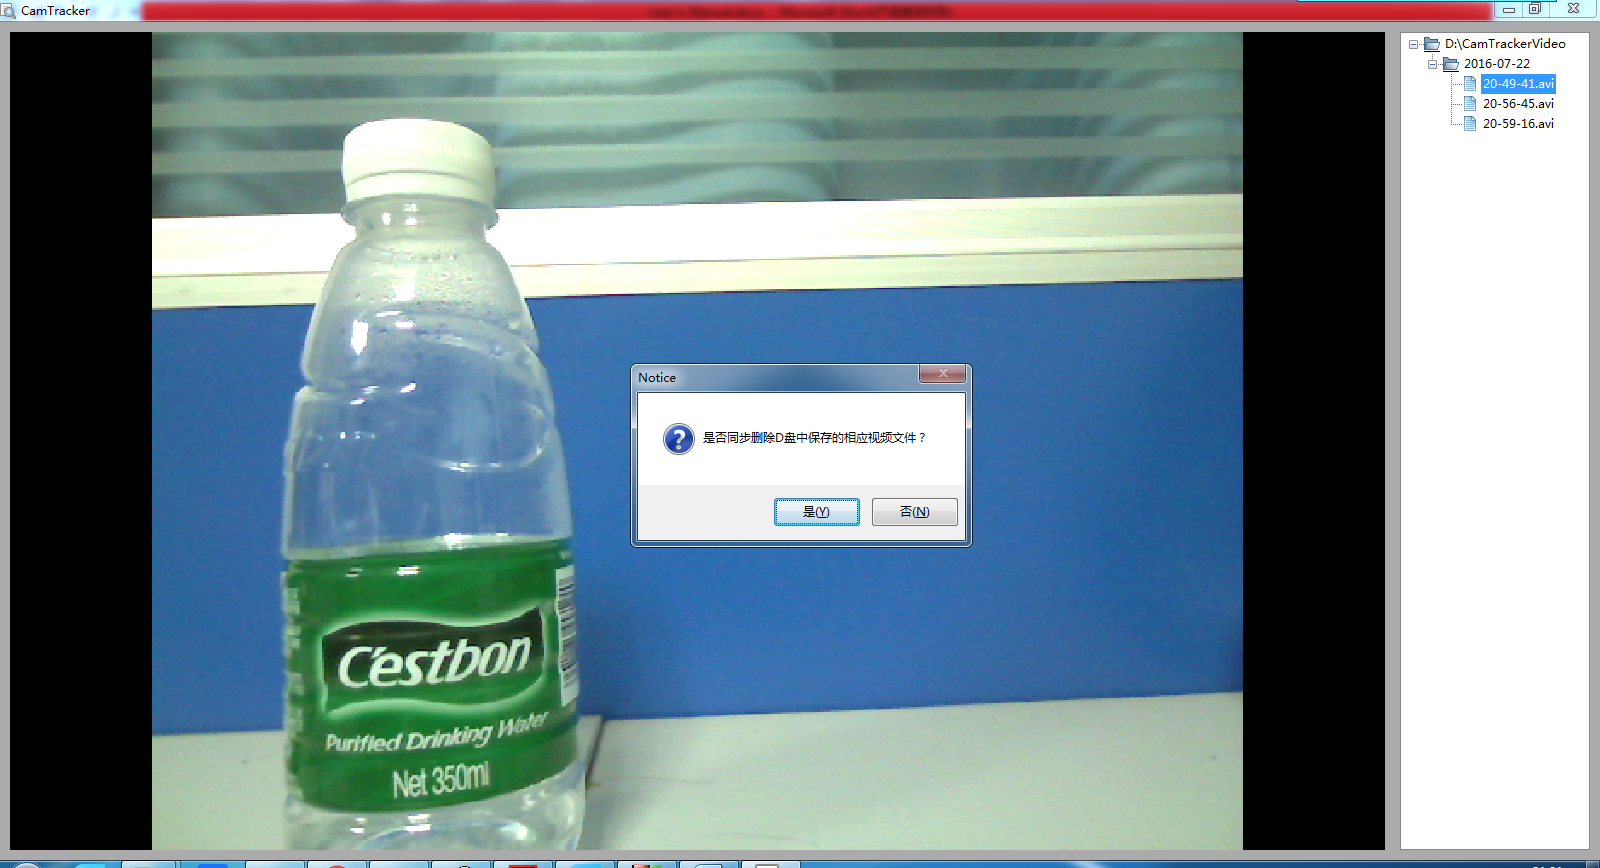 CamTracker
D:\CamTrackerVideo
2016-07-22
20-49-41.avi
20-56-45.avi
20-59-16.avi
Notice
是否同步删除D盘中保存的相应视频文件？
是(Y)
否(N)
C'estbon
Purified Drinking Water
Net 350ml